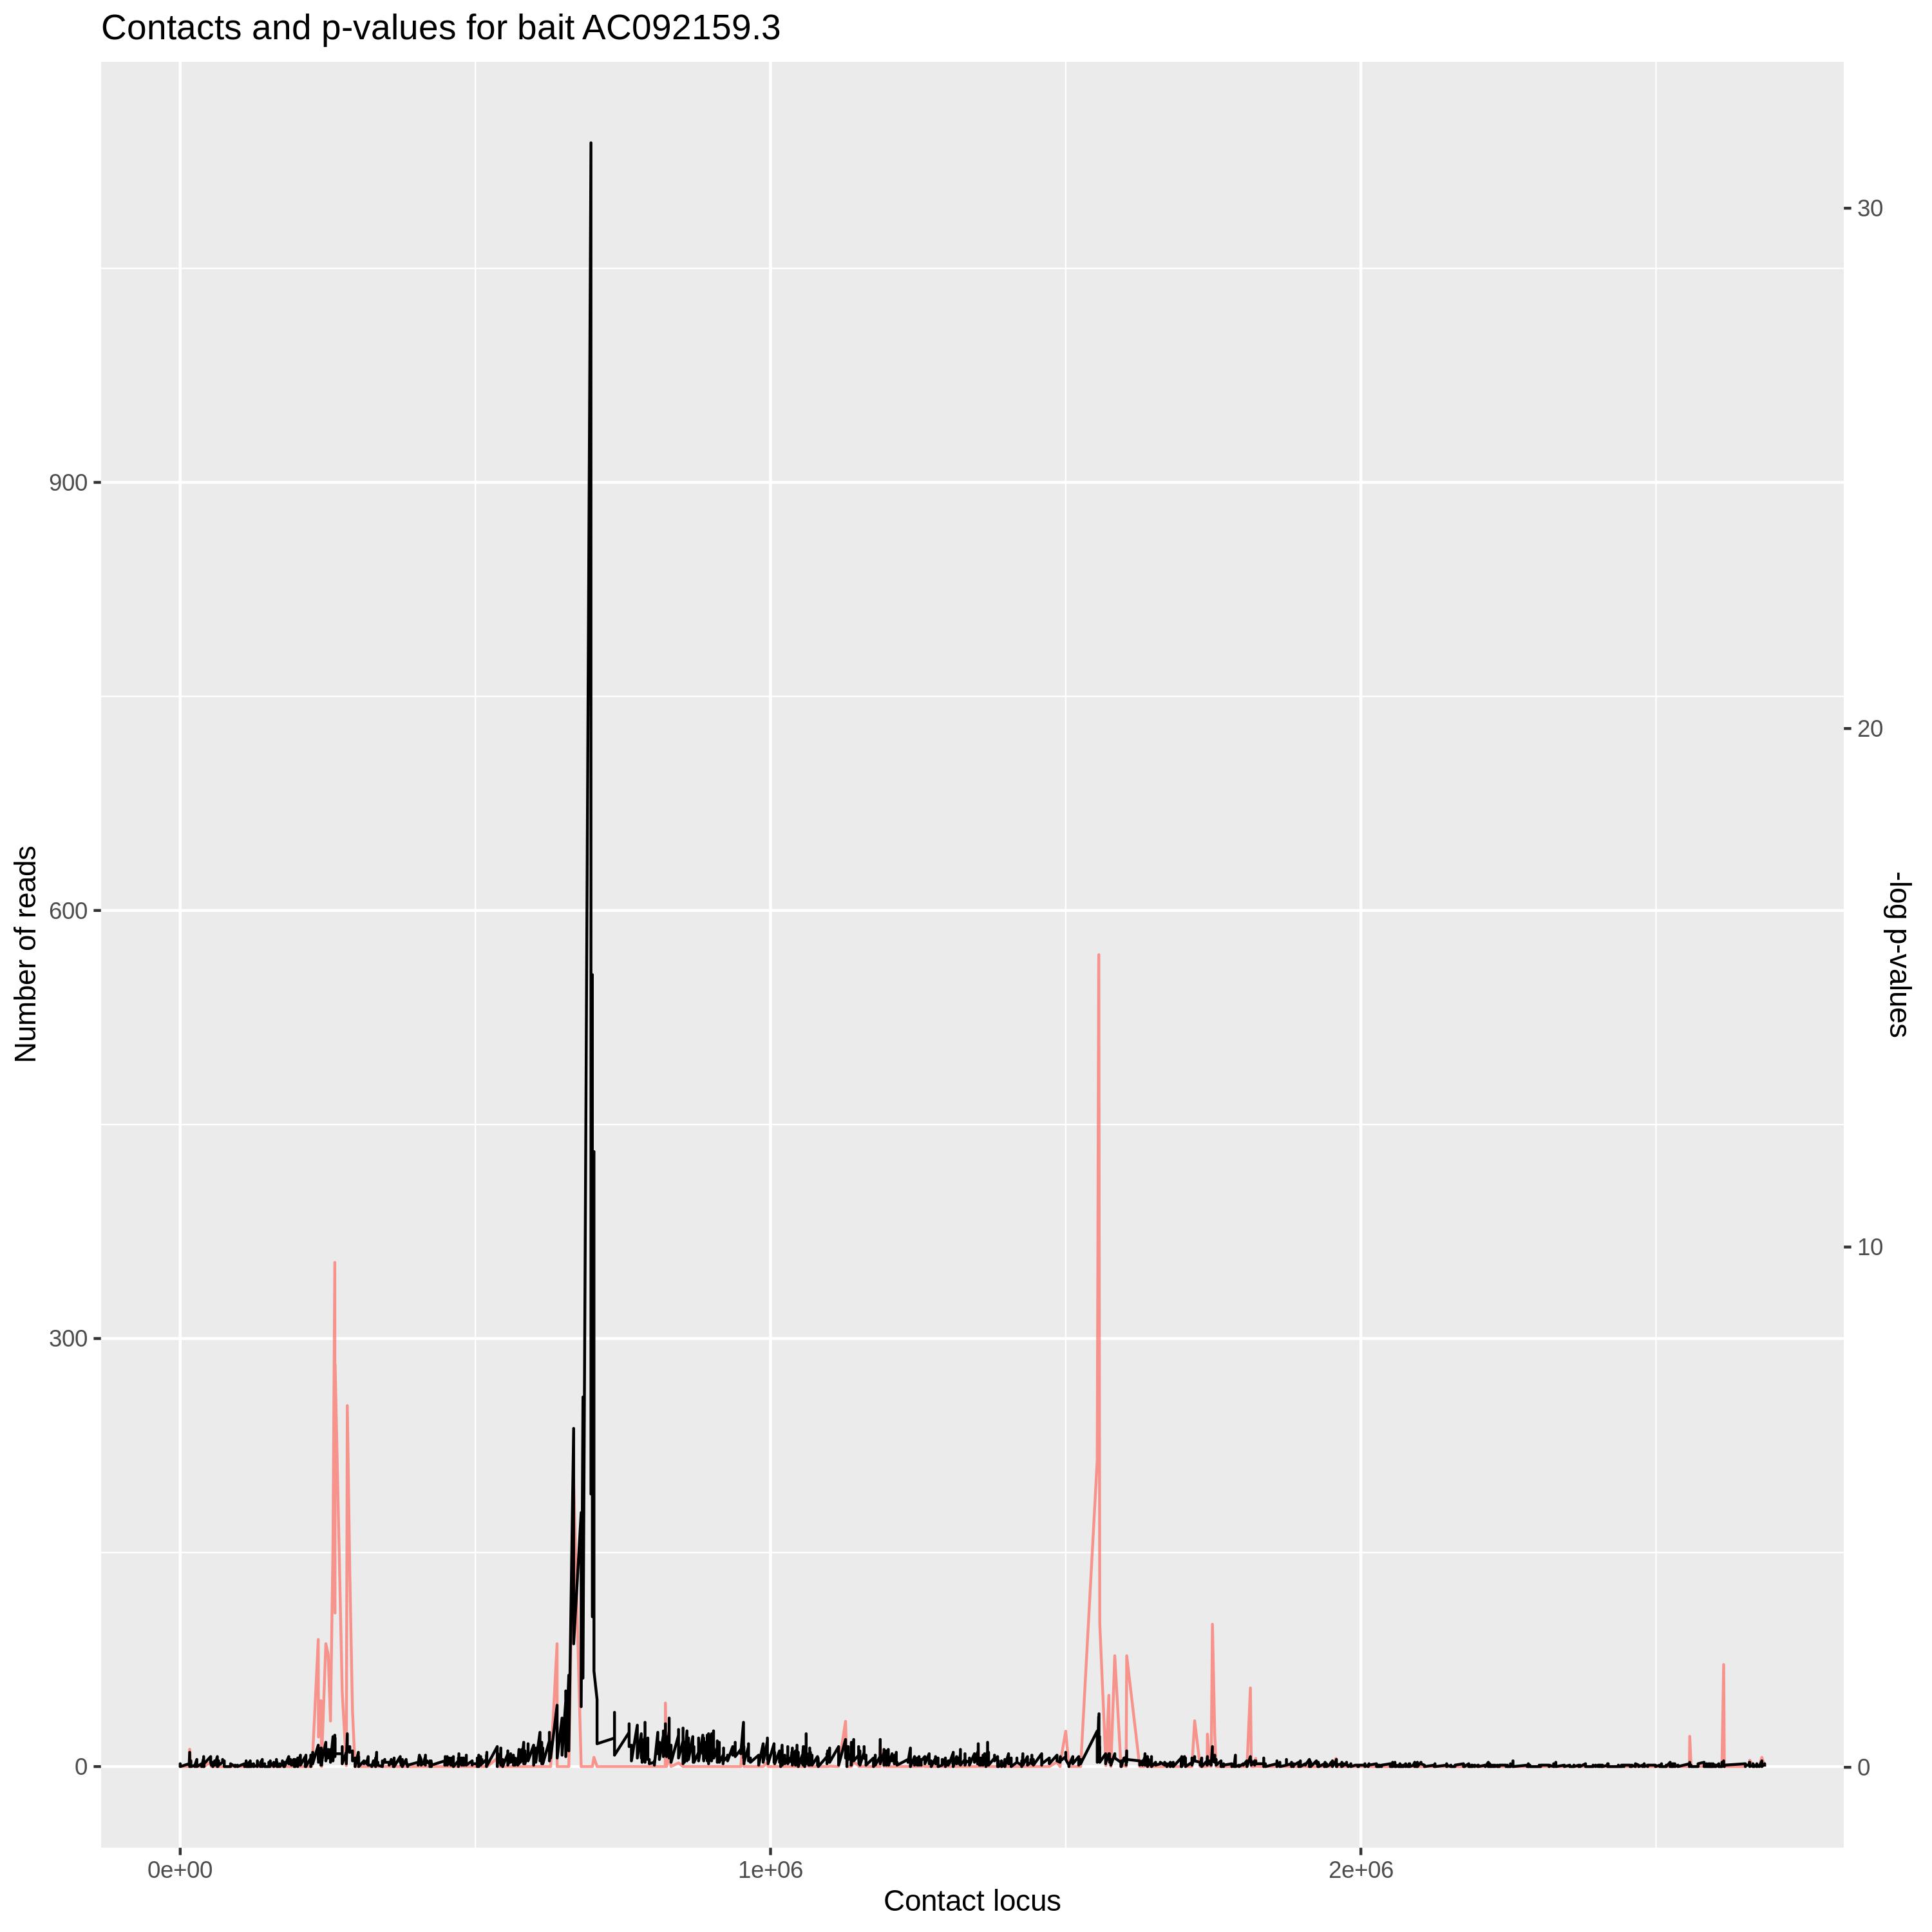 Contacts and p-values for bait AC092159.3
30
900
20
600
Number of reads
-log p-values
10
300
0
0
0e+00
1e+06
2e+06
Contact locus